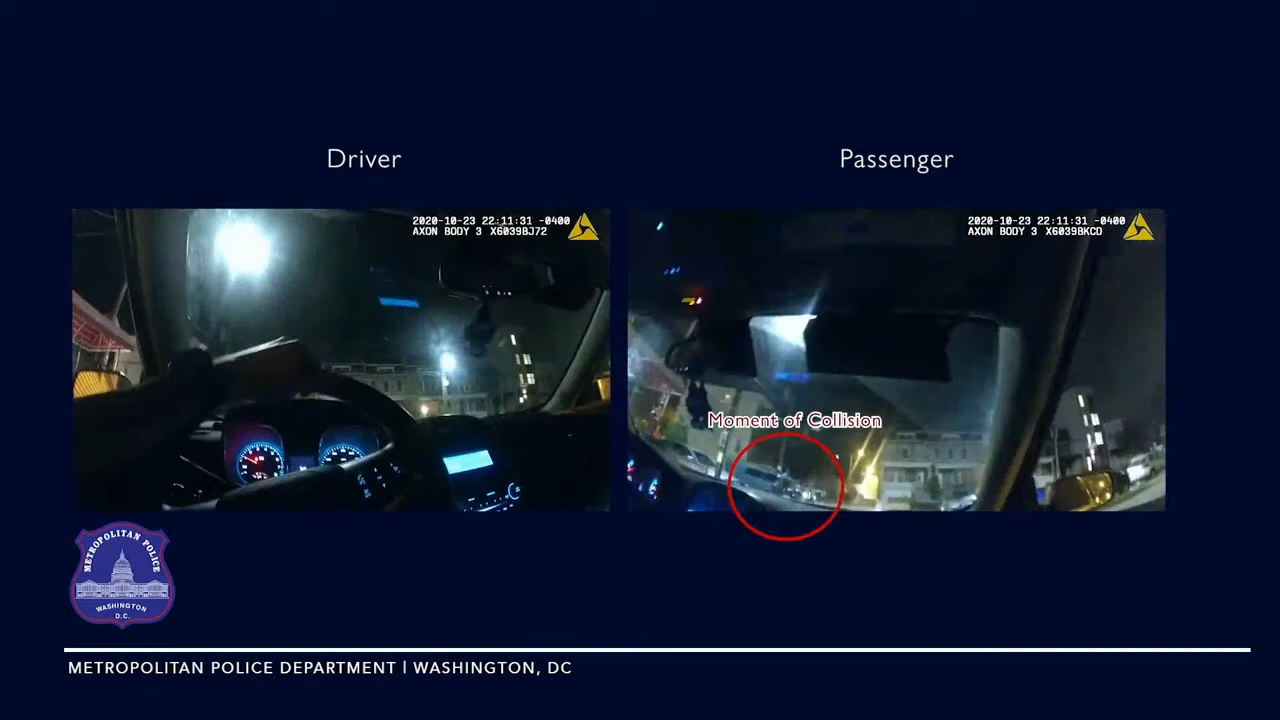 Driver
Passenger
2020-10-23 22:11:31 -0400
AXON BODY 3 X6039BJ72
2020-10-23 22:11:31 -0400
AXON BODY 3 X6039BKCD
Moment of Collision
METROPOLITAN POLICE
WASHINGTON
D.C.
METROPOLITAN POLICE DEPARTMENT | WASHINGTON, DC